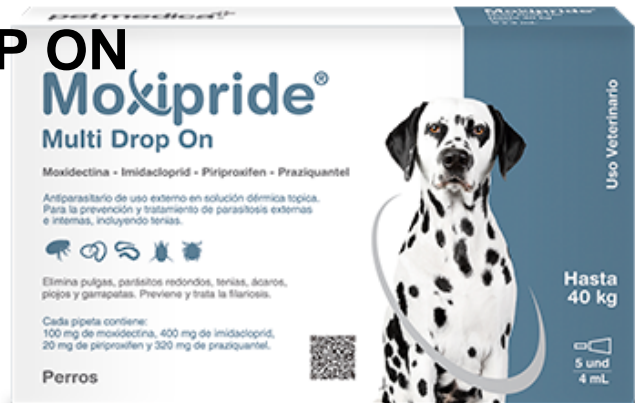 petmedica
P ON
Moxipride®
Multi Drop On
Moxidectina - Imidacloprid - Piriproxifen - Praziquantel
Antiparasitario de uso externo en solución dérmica topica.
Para la prevención y tratamiento de parasitosis externas
e internas, incluyendo tenias.
Elimina pulgas, parásitos redondos, tenias, ácaros,
piojos y garrapatas. Previene y trata la filariosis.
Cada pipeta contiene:
100 mg de moxidectina, 400 mg de imidacloprid,
20 mg de piriproxifen y 320 mg de praziquantel.
Perros
Moxipride®
Uso Veterinario
Hasta
40 kg
5 und
4 mL